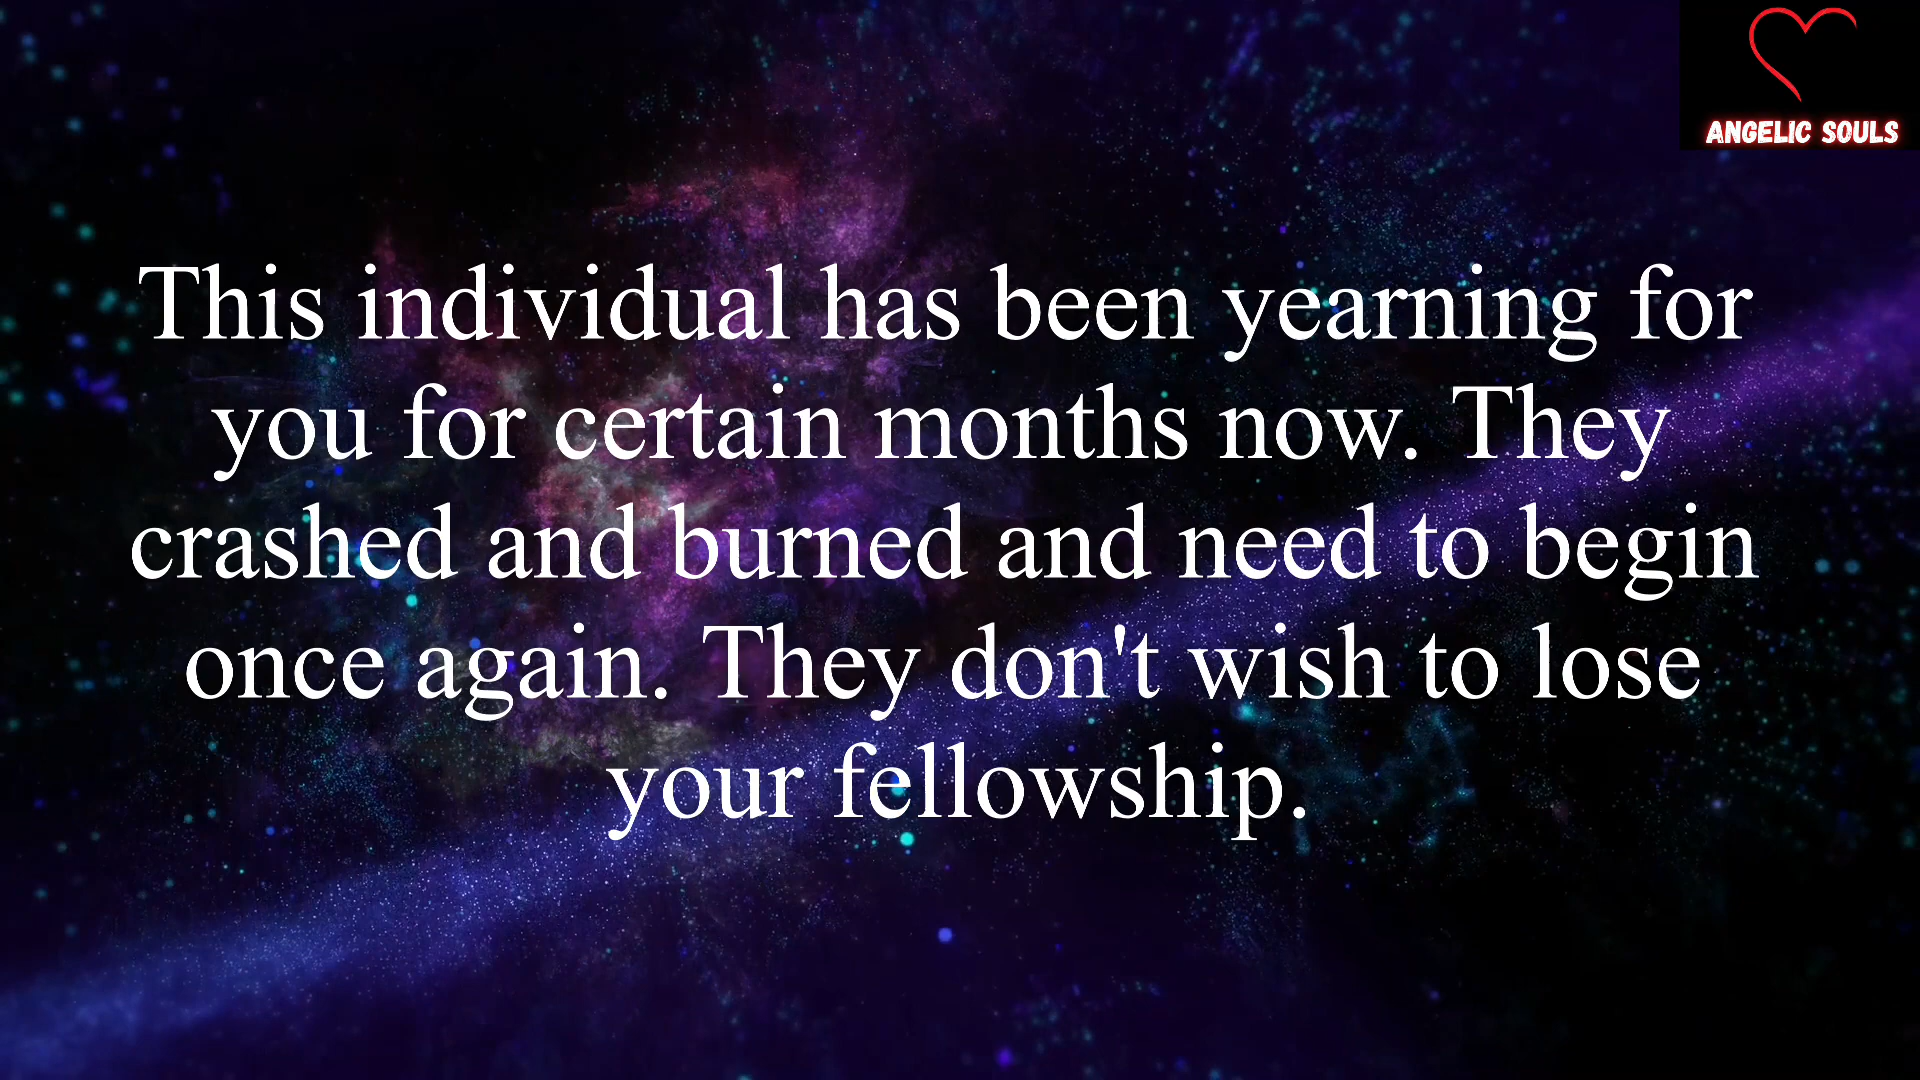 ANGELIC SOULS
This individual has been yearning for
you for certain months now. They
crashed and burned and need to begin
once again. They don't wish to lose
your fellowship.